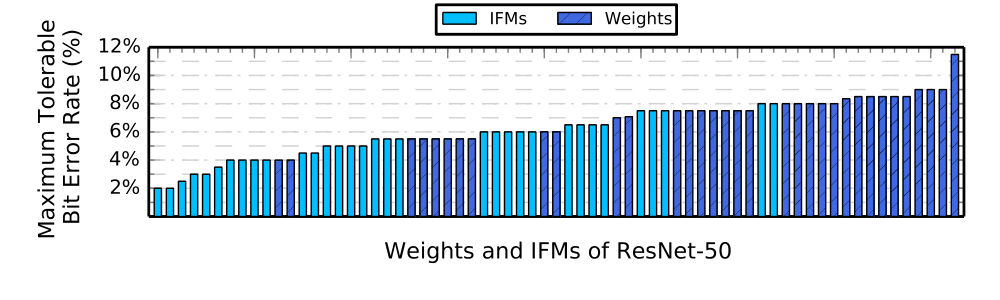 IFMs Weights
12%
10%
8%
6%
4%
2%
Maximum Tolerable
Bit Error Rate (%)
Weights and IFMs of ResNet-50